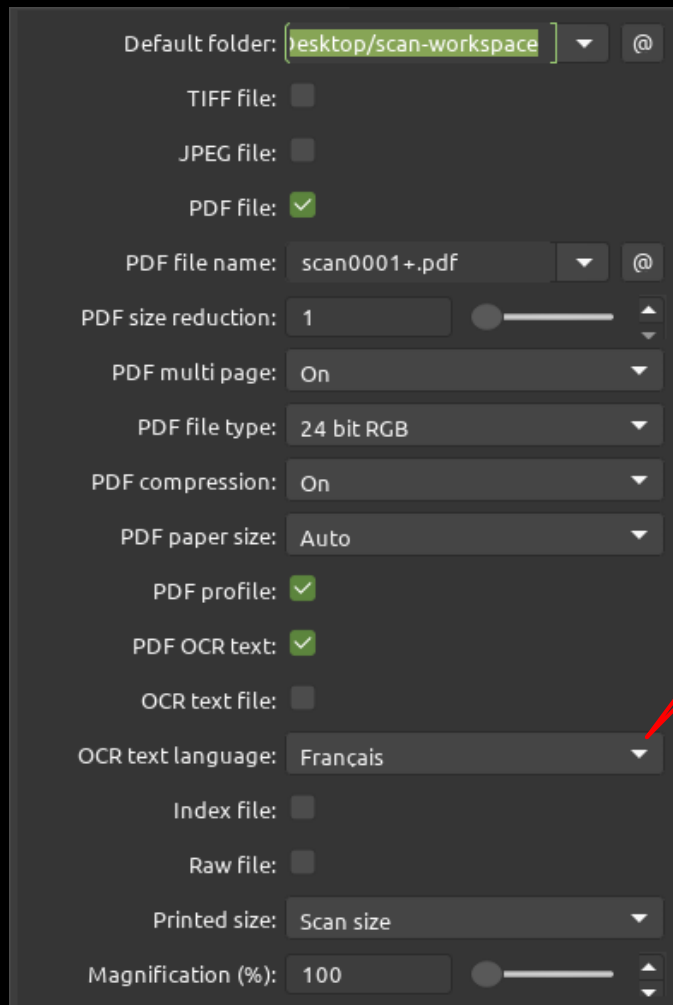 Default folder: Desktop/scan-workspace @
TIFF file:
JPEG file:
PDF file:
PDF file name: scan0001+.pdf @
PDF size reduction: 1
PDF multi page: On
PDF file type: 24 bit RGB
PDF compression: On
PDF paper size: Auto
PDF profile:
PDF OCR text:
OCR text file:
OCR text language: Français
Index file:
Raw file:
Printed size: Scan size
Magnification (%): 100